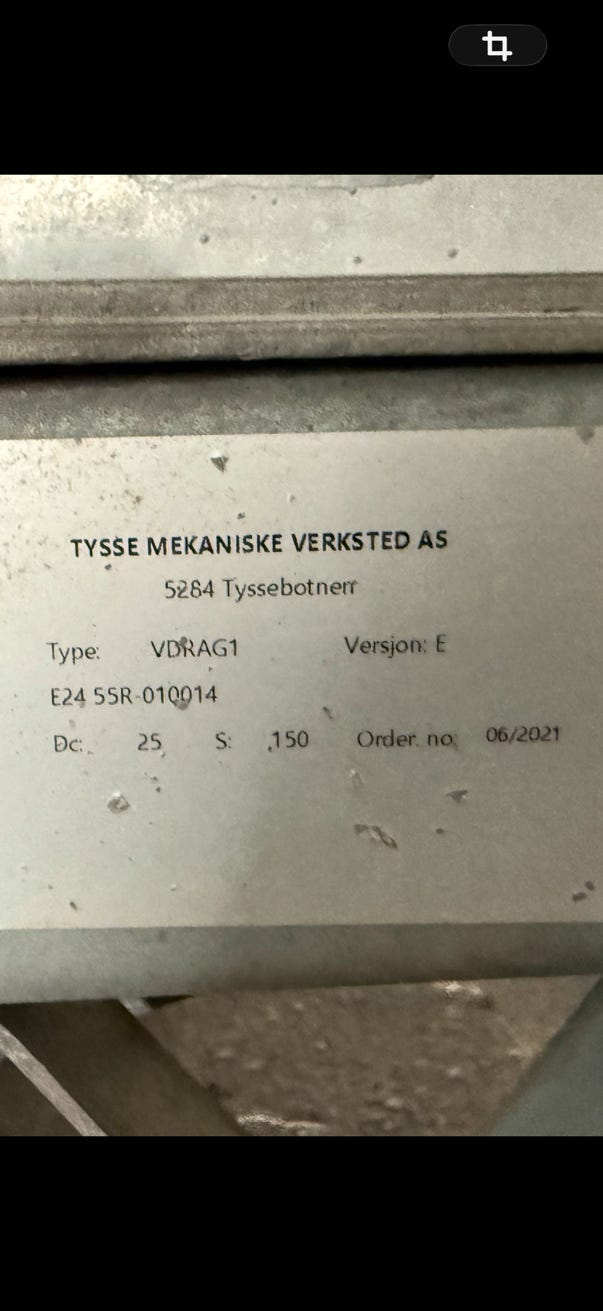 TYSSE MEKANISKE VERKSTED AS
5284 Tyssebotnen
Type: VDRAG1 Versjon: E
E24 55R-010014
Dc: 25 S: 150 Order. no: 06/2021